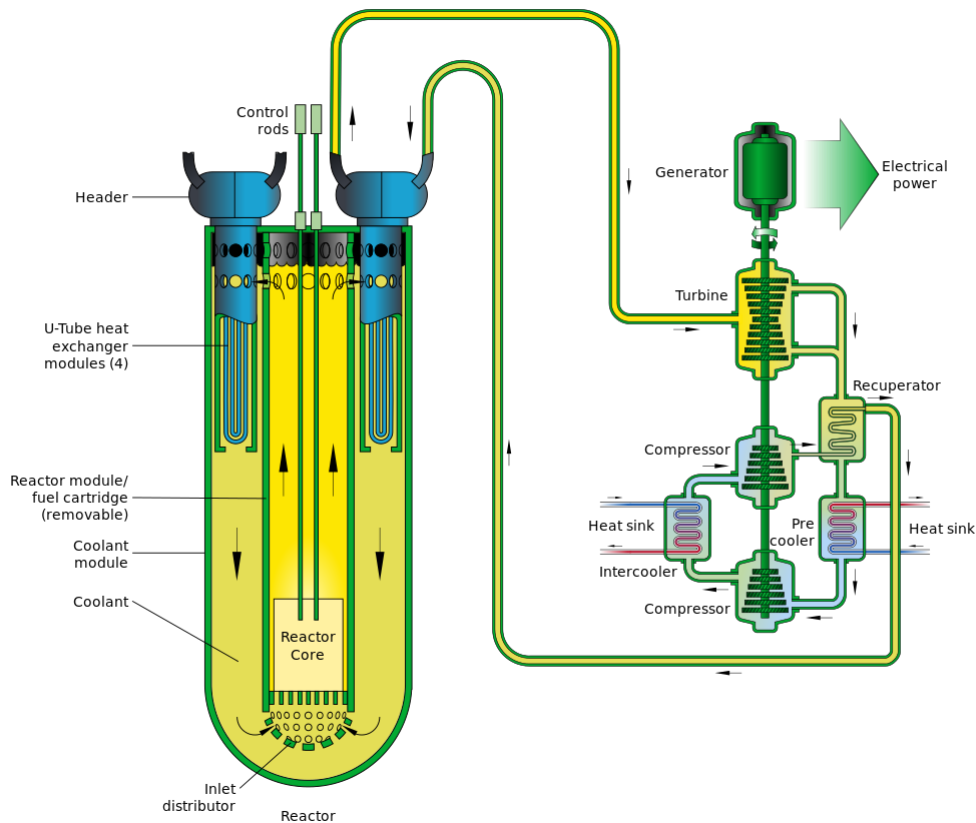 Control
rods
Header
U-Tube heat
exchanger
modules (4)
Reactor module/
fuel cartridge
(removable)
Coolant
module
Coolant
Reactor
Core
Inlet
distributor
Reactor
Generator
Electrical
power
Turbine
Recuperator
Compressor
Heat sink
Pre
cooler
Heat sink
Intercooler
Compressor